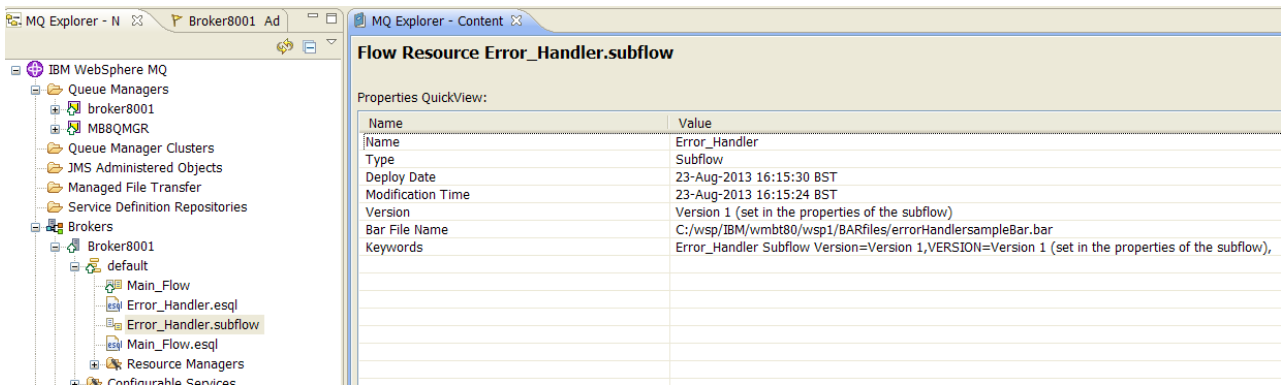 MQ Explorer - N
Broker8001 Ad
MQ Explorer - Content
Flow Resource Error_Handler.subflow
IBM WebSphere MQ
Queue Managers
broker8001
MB8QMGR
Queue Manager Clusters
JMS Administered Objects
Managed File Transfer
Service Definition Repositories
Brokers
Broker8001
default
Main_Flow
esql Error_Handler.esql
Error_Handler.subflow
esql Main_Flow.esql
Resource Managers
Configurable Services
Properties QuickView:
Name Value
Name Error_Handler
Type Subflow
Deploy Date 23-Aug-2013 16:15:30 BST
Modification Time 23-Aug-2013 16:15:24 BST
Version Version 1 (set in the properties of the subflow)
Bar File Name C:/wsp/IBM/wmbt80/wsp1/BARfiles/errorHandlersampleBar.bar
Keywords Error_Handler Subflow Version=Version 1,VERSION=Version 1 (set in the properties of the subflow),